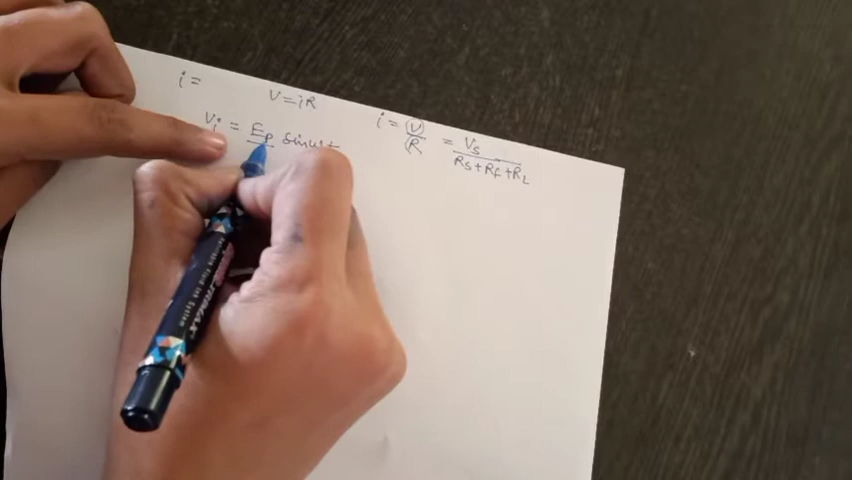 i =
V = iR
i = V/R = Vs/(Rs+Rf+RL)
Vi = Ep sinωt